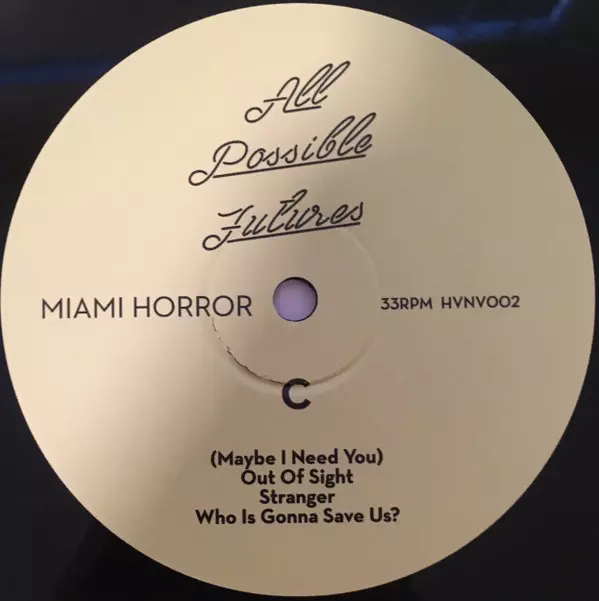 All
Possible
Futures
MIAMI HORROR
33RPM HVNV002
C
(Maybe I Need You)
Out Of Sight
Stranger
Who Is Gonna Save Us?